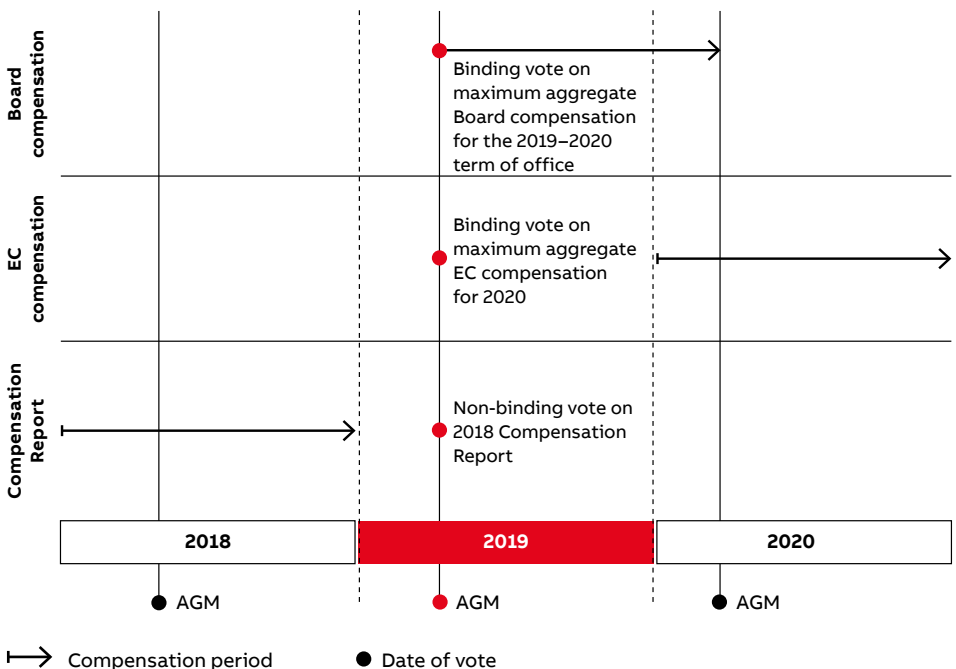 Board
compensation
Binding vote on
maximum aggregate
Board compensation
for the 2019–2020
term of office
EC
compensation
Binding vote on
maximum aggregate
EC compensation
for 2020
Compensation
Report
Non-binding vote on
2018 Compensation
Report
2018
2019
2020
AGM
AGM
AGM
Compensation period
Date of vote